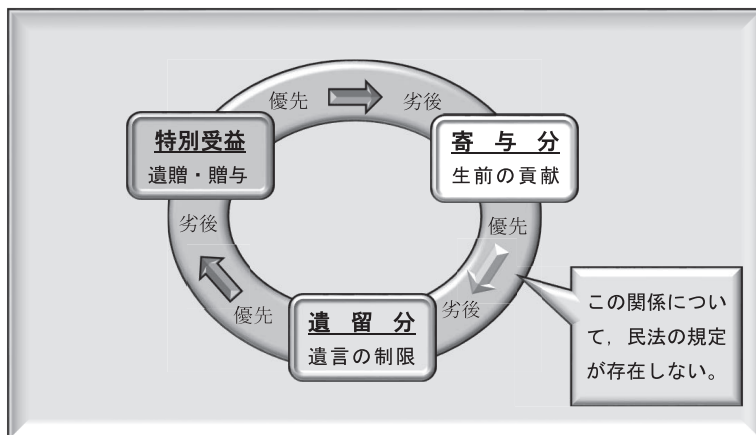 優先
劣後
特別受益
遺贈・贈与
寄 与 分
生前の貢献
劣後
優先
優先
劣後
遺 留 分
遺言の制限
この関係につい
て，民法の規定
が存在しない。